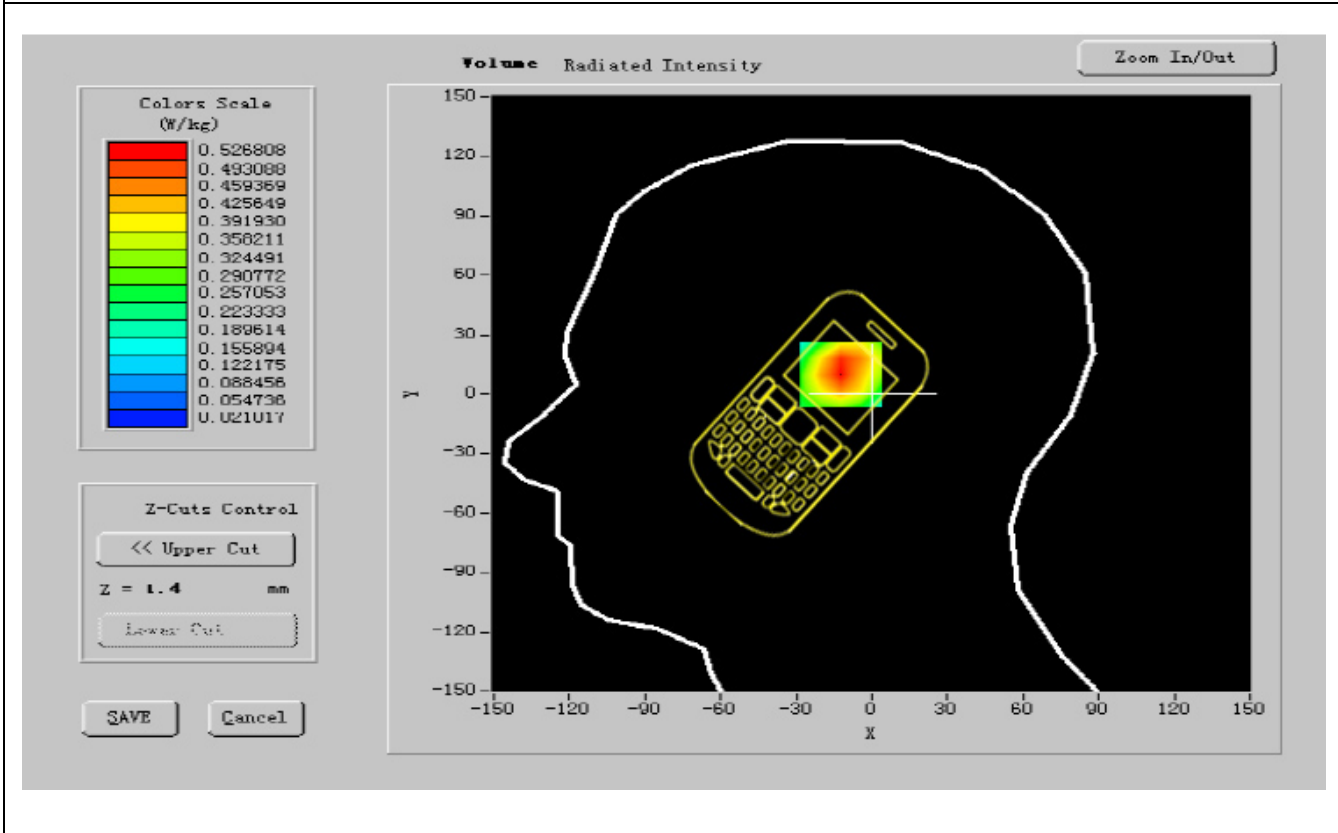 Volume Radiated Intensity
Zoom In/Out
Colors Scale
(W/kg)
0.526808
0.493088
0.459369
0.425649
0.391930
0.358211
0.324491
0.290772
0.257053
0.223333
0.189614
0.155894
0.122175
0.088456
0.054736
0.021017
Z-Cuts Control
<< Upper Cut
Z = 1.4 mm
Lower Cut
SAVE Cancel
150
120
90
60
30
0
-30
-60
-90
-120
-150
Y
-150 -120 -90 -60 -30 0 30 60 90 120 150
X